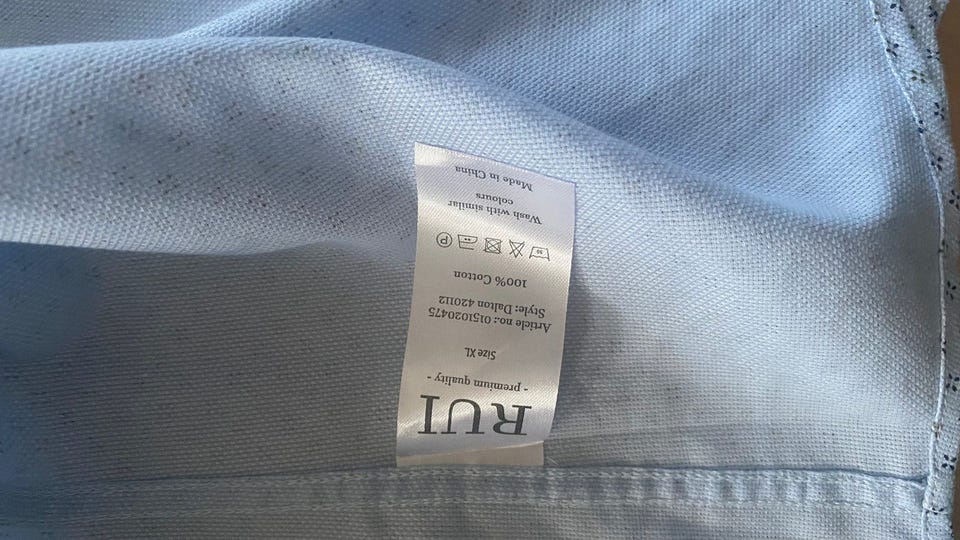 RUI
- premium quality -
Size XL
Article no.: 0151020475
Style: Dalton 420112
100% Cotton
30
P
Wash with similar
colours
Made in China